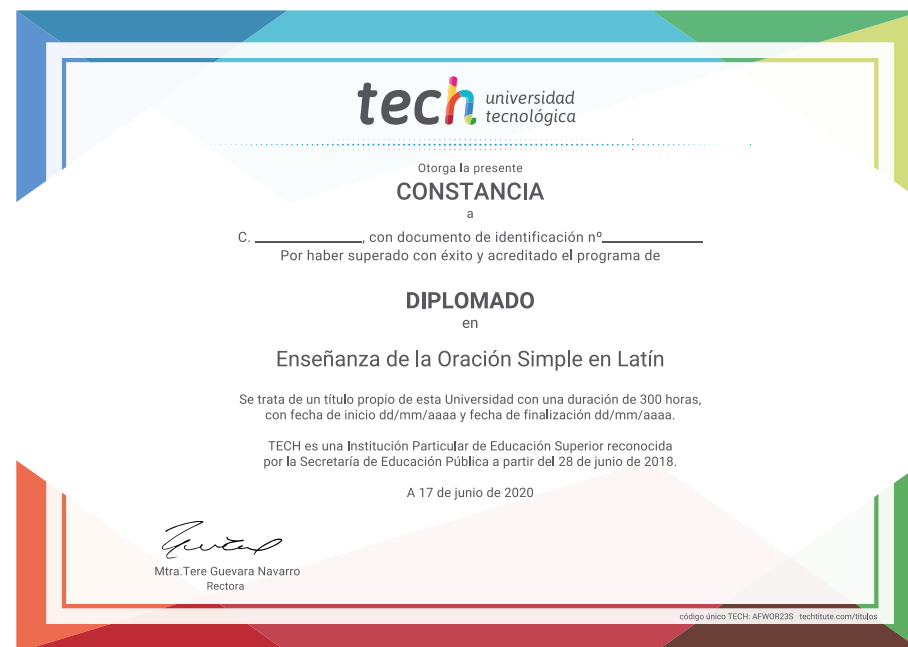 tech universidad
tecnológica
Otorga la presente
CONSTANCIA
a
C. ____________, con documento de identificación nº____________
Por haber superado con éxito y acreditado el programa de
DIPLOMADO
en
Enseñanza de la Oración Simple en Latín
Se trata de un título propio de esta Universidad con una duración de 300 horas,
con fecha de inicio dd/mm/aaaa y fecha de finalización dd/mm/aaaa.
TECH es una Institución Particular de Educación Superior reconocida
por la Secretaría de Educación Pública a partir del 28 de junio de 2018.
A 17 de junio de 2020
Mtra.Tere Guevara Navarro
Rectora
código único TECH: AFWOR23S techtitute.com/titulos